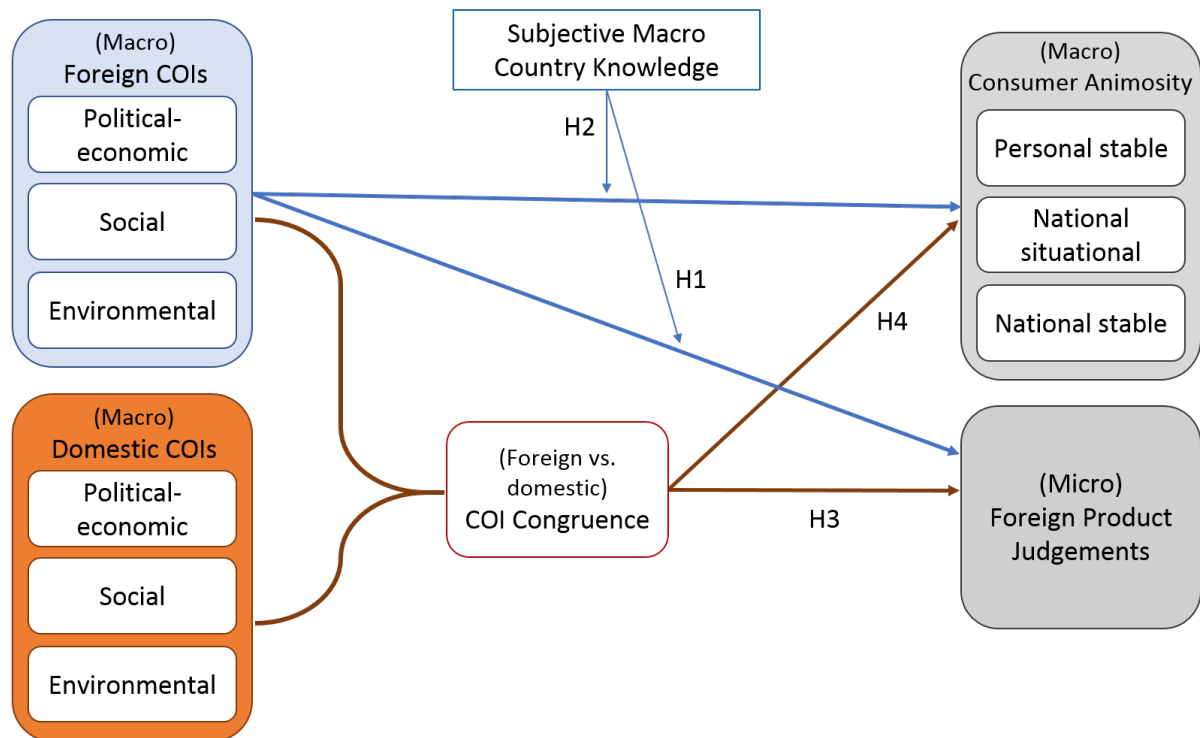 (Macro)
Foreign COIs
Political-
economic
Social
Environmental
(Macro)
Domestic COIs
Political-
economic
Social
Environmental
Subjective Macro
Country Knowledge
H2
H1
(Foreign vs.
domestic)
COI Congruence
H4
H3
(Macro)
Consumer Animosity
Personal stable
National
situational
National stable
(Micro)
Foreign Product
Judgements